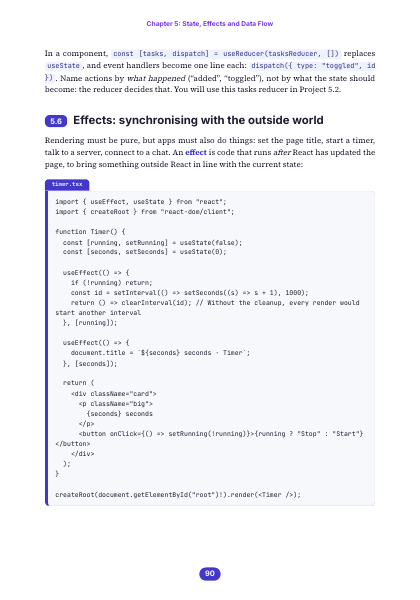 Chapter 5: State, Effects and Data Flow
In a component, const [tasks, dispatch] = useReducer(tasksReducer, []) replaces
useState, and event handlers become one line each: dispatch({ type: "toggled", id
}). Name actions by what happened (“added”, “toggled”), not by what the state should
become: the reducer decides that. You will use this tasks reducer in Project 5.2.
5.6 Effects: synchronising with the outside world
Rendering must be pure, but apps must also do things: set the page title, start a timer,
talk to a server, connect to a chat. An effect is code that runs after React has updated the
page, to bring something outside React in line with the current state:
timer.tsx
import { useEffect, useState } from "react";
import { createRoot } from "react-dom/client";
function Timer() {
const [running, setRunning] = useState(false);
const [seconds, setSeconds] = useState(0);
useEffect(() => {
if (!running) return;
const id = setInterval(() => setSeconds((s) => s + 1), 1000);
return () => clearInterval(id); // Without the cleanup, every render would
start another interval
}, [running]);
useEffect(() => {
document.title = `${seconds} seconds · Timer`;
}, [seconds]);
return (
<div className="card">
<p className="big">
{seconds} seconds
</p>
<button onClick={() => setRunning(!running)}>{running ? "Stop" : "Start"}
</button>
</div>
);
}
createRoot(document.getElementById("root")!).render(<Timer />);
90